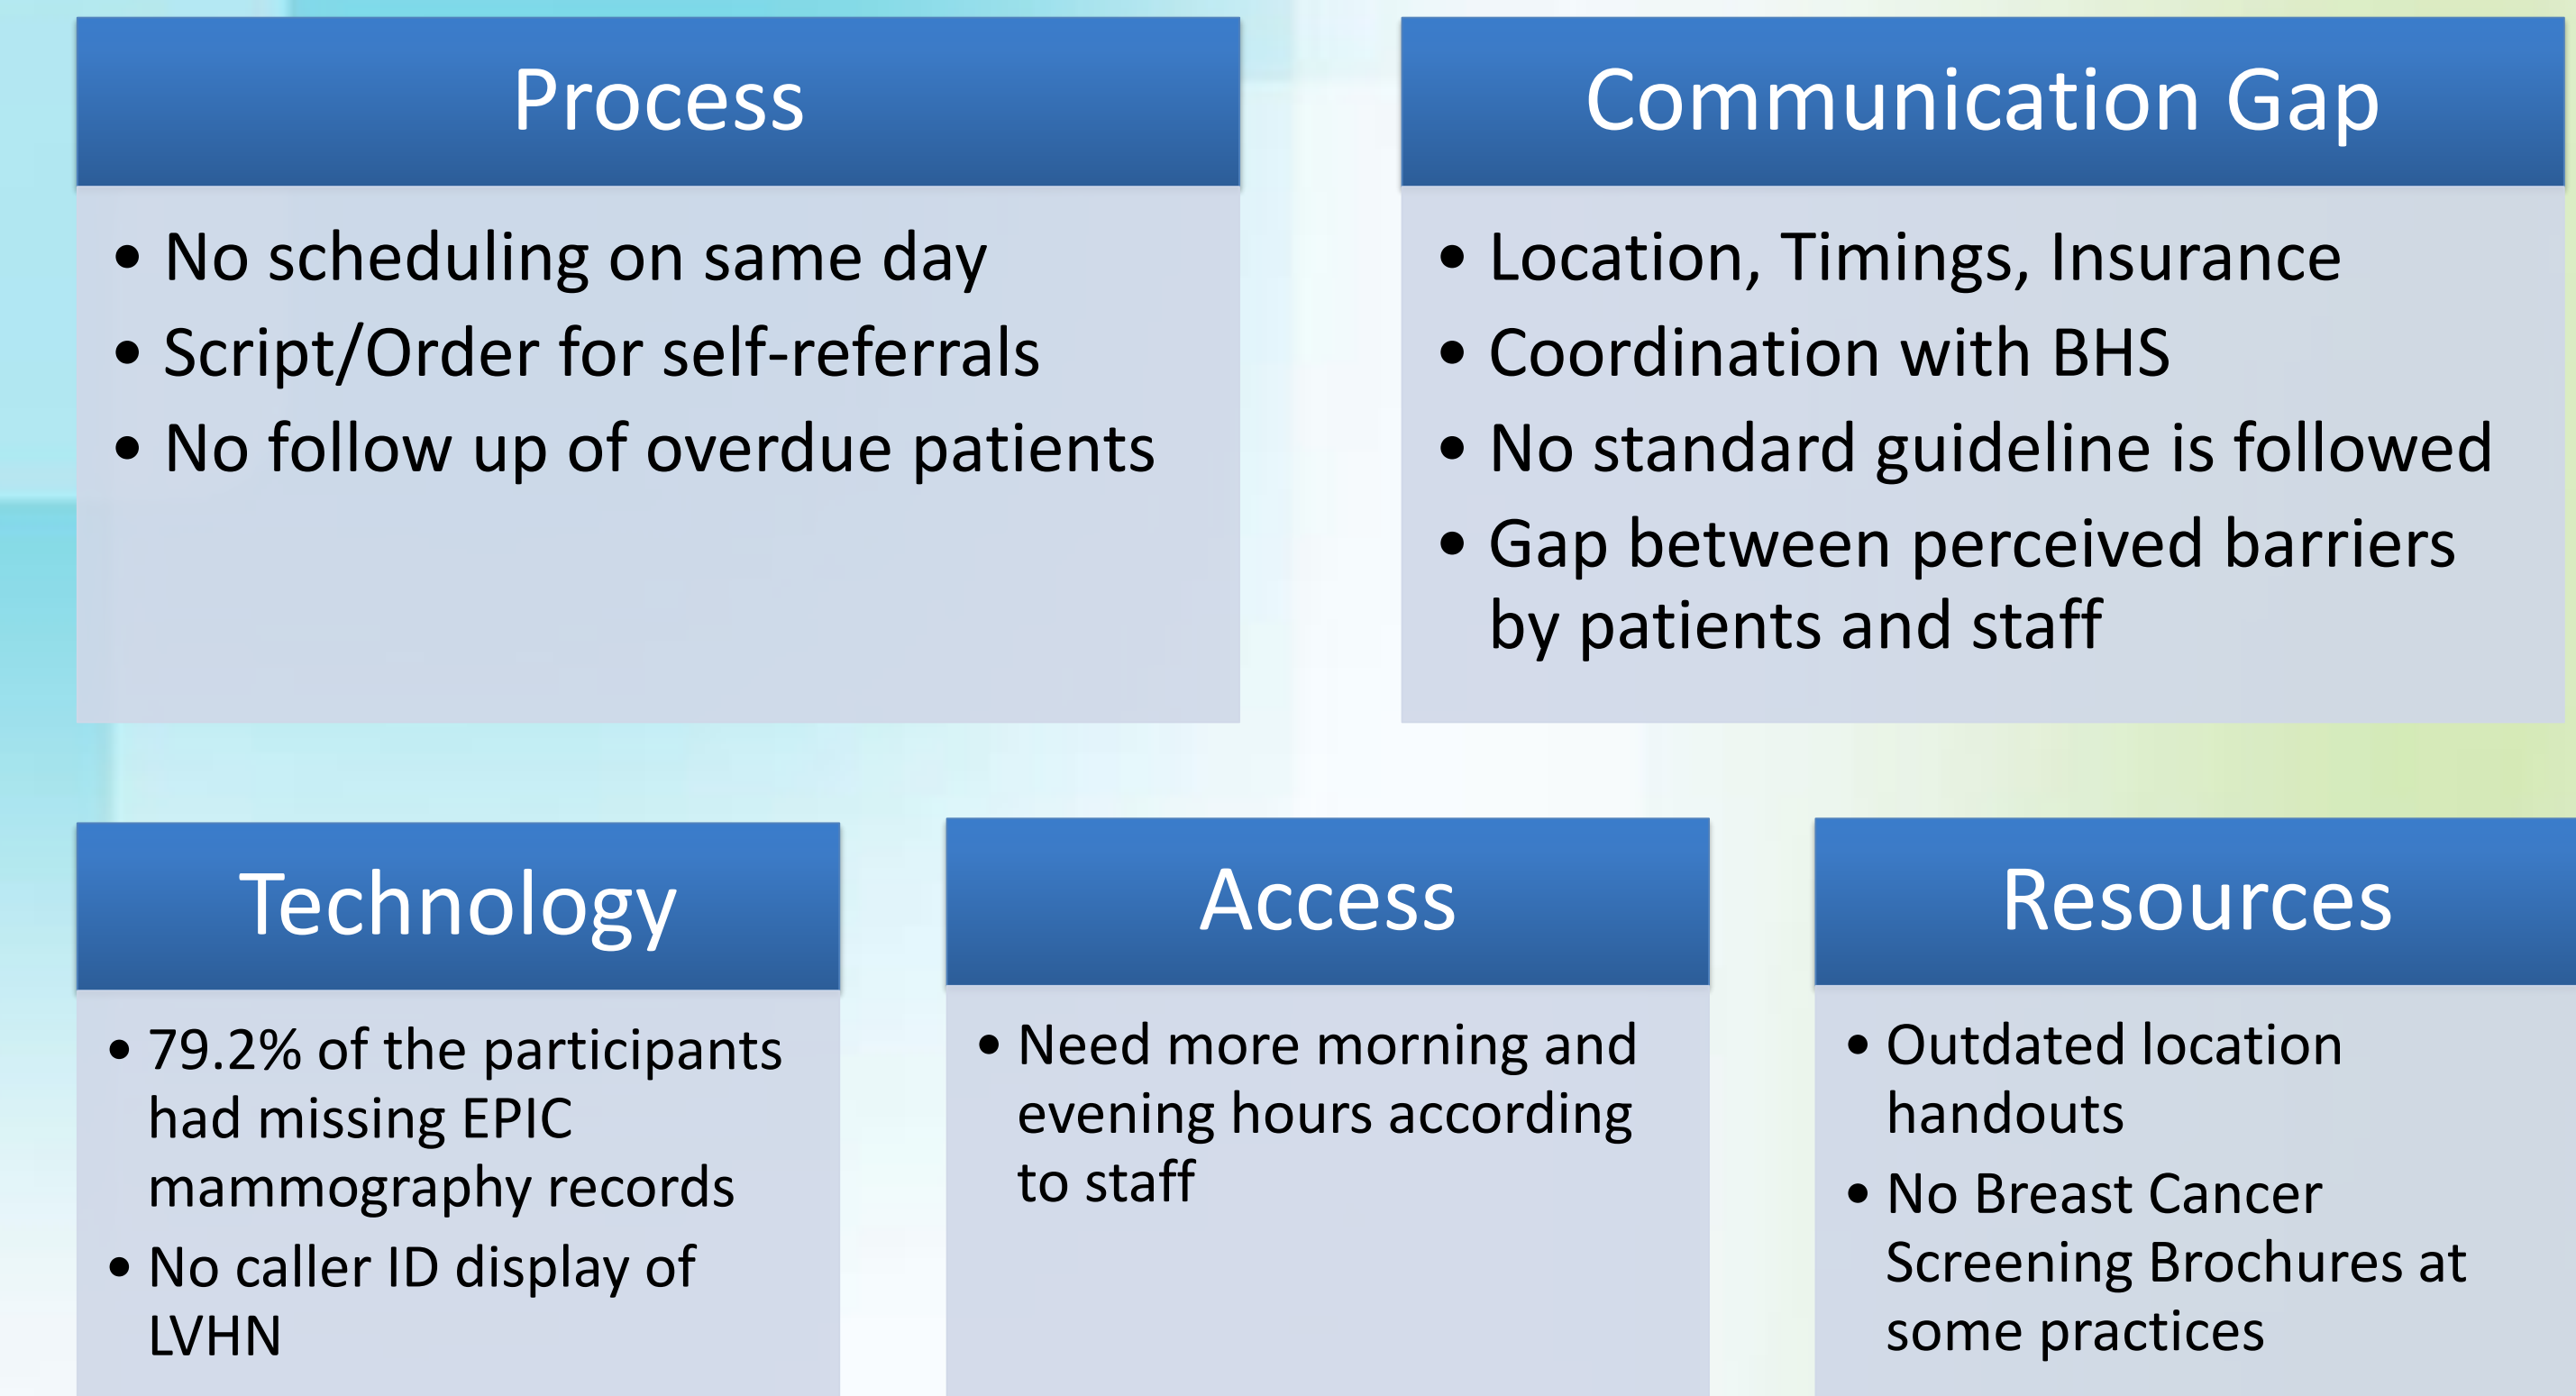 Process
• No scheduling on same day
• Script/Order for self-referrals
• No follow up of overdue patients
Communication Gap
• Location, Timings, Insurance
• Coordination with BHS
• No standard guideline is followed
• Gap between perceived barriers
by patients and staff
Technology
• 79.2% of the participants
had missing EPIC
mammography records
• No caller ID display of
LVHN
Access
• Need more morning and
evening hours according
to staff
Resources
• Outdated location
handouts
• No Breast Cancer
Screening Brochures at
some practices